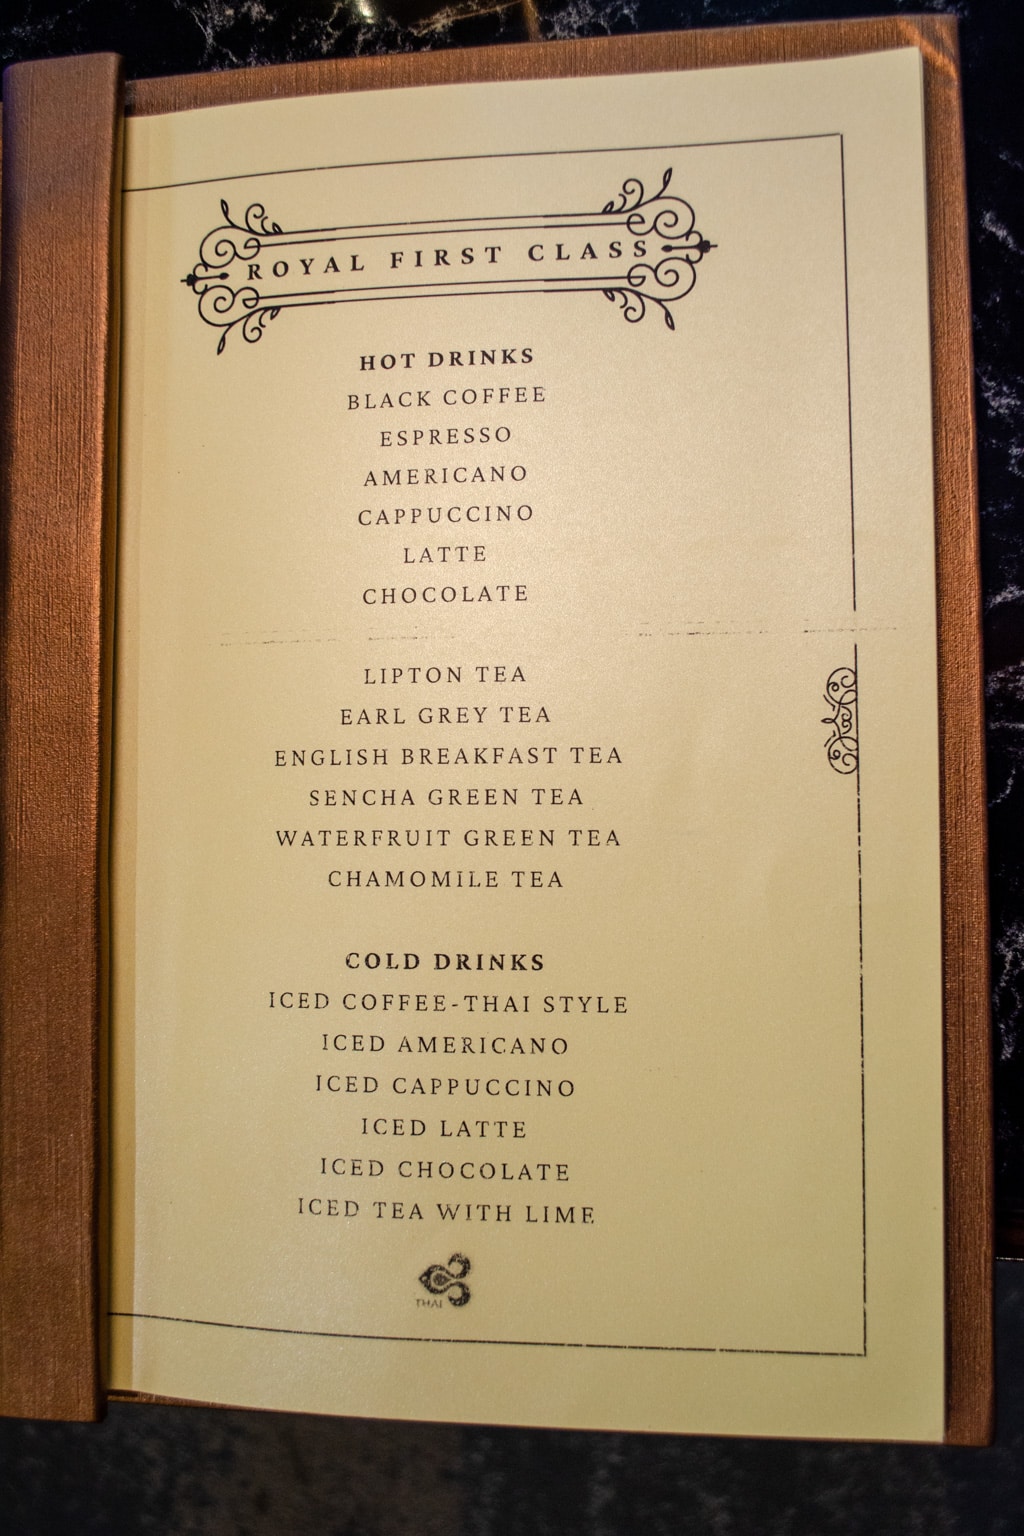 ROYAL FIRST CLASS
HOT DRINKS
BLACK COFFEE
ESPRESSO
AMERICANO
CAPPUCCINO
LATTE
CHOCOLATE
LIPTON TEA
EARL GREY TEA
ENGLISH BREAKFAST TEA
SENCHA GREEN TEA
WATERFRUIT GREEN TEA
CHAMOMILE TEA
COLD DRINKS
ICED COFFEE-THAI STYLE
ICED AMERICANO
ICED CAPPUCCINO
ICED LATTE
ICED CHOCOLATE
ICED TEA WITH LIME
THAI